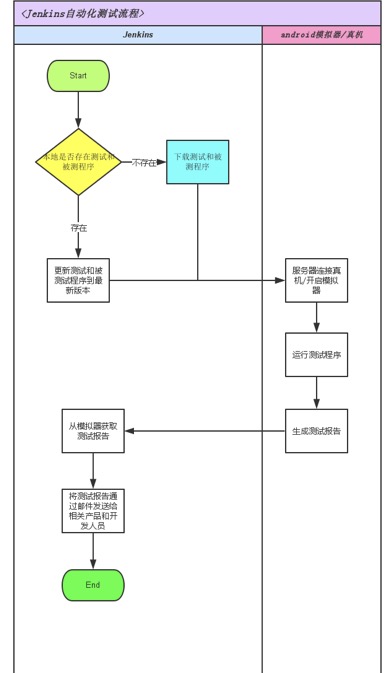 <Jenkins自动化测试流程>
Jenkins
android模拟器/真机
Start
本地是否存在测试和
被测程序
不存在
下载测试和被
测程序
存在
更新测试和被
测试程序到最
新版本
服务器连接真
机/开启模拟
器
运行测试程序
从模拟器获取
测试报告
生成测试报告
将测试报告通
过邮件发送给
相关产品和开
发人员
End